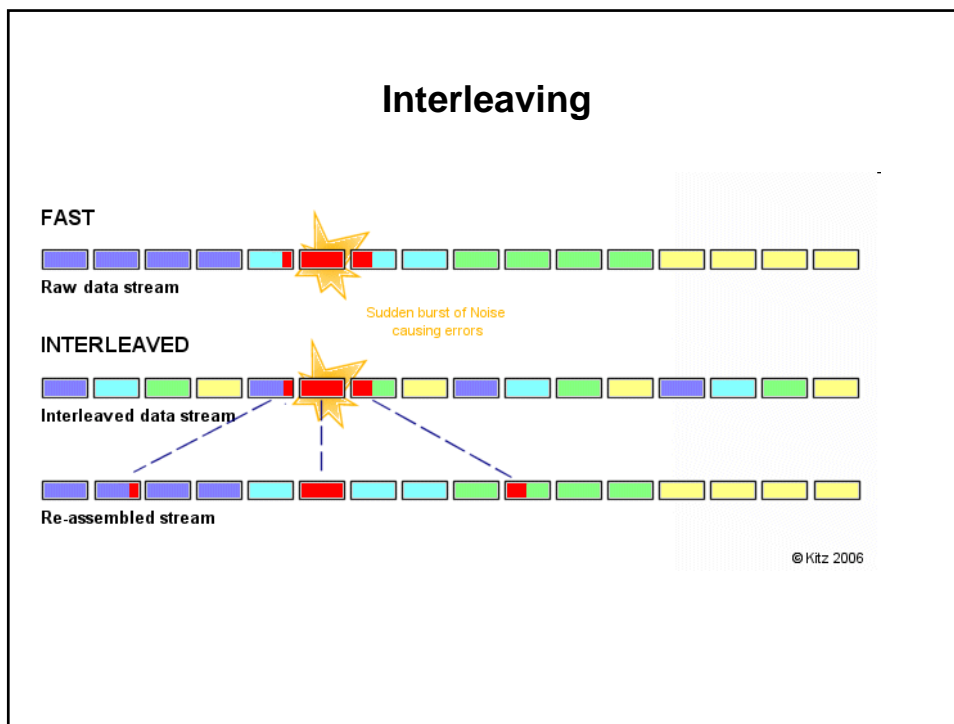 Interleaving
FAST
Raw data stream
Sudden burst of Noise
causing errors
INTERLEAVED
Interleaved data stream
Re-assembled stream
© Kitz 2006